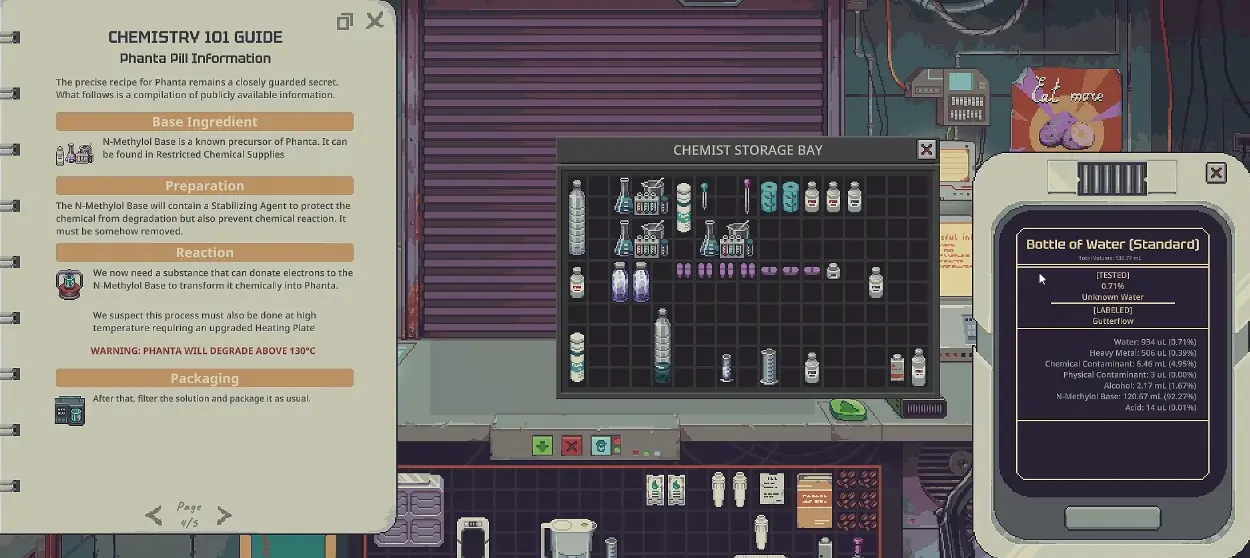 CHEMISTRY 101 GUIDE
Phanta Pill Information
The precise recipe for Phanta remains a closely guarded secret.
What follows is a compilation of publicly available information.
Base Ingredient
N-Methylol Base is a known precursor of Phanta. It can
be found in Restricted Chemical Supplies
Preparation
The N-Methylol Base will contain a Stabilizing Agent to protect the
chemical from degradation but also prevent chemical reaction. It
must be somehow removed.
Reaction
We now need a substance that can donate electrons to the
N-Methylol Base to transform it chemically into Phanta.
We suspect this process must also be done at high
temperature requiring an upgraded Heating Plate
WARNING: PHANTA WILL DEGRADE ABOVE 130°C
Packaging
After that, filter the solution and package it as usual.
Page
4/5
CHEMIST STORAGE BAY
Eat more
Bottle of Water (Standard)
Total Volume: 130.77 mL
[TESTED]
0.71%
Unknown Water
[LABELED]
Gutterflow
Water: 934 uL (0.71%)
Heavy Metal: 506 uL (0.39%)
Chemical Contaminant: 6.46 mL (4.95%)
Physical Contaminant: 3 uL (0.00%)
Alcohol: 2.17 mL (1.67%)
N-Methylol Base: 120.67 mL (92.27%)
Acid: 14 uL (0.01%)